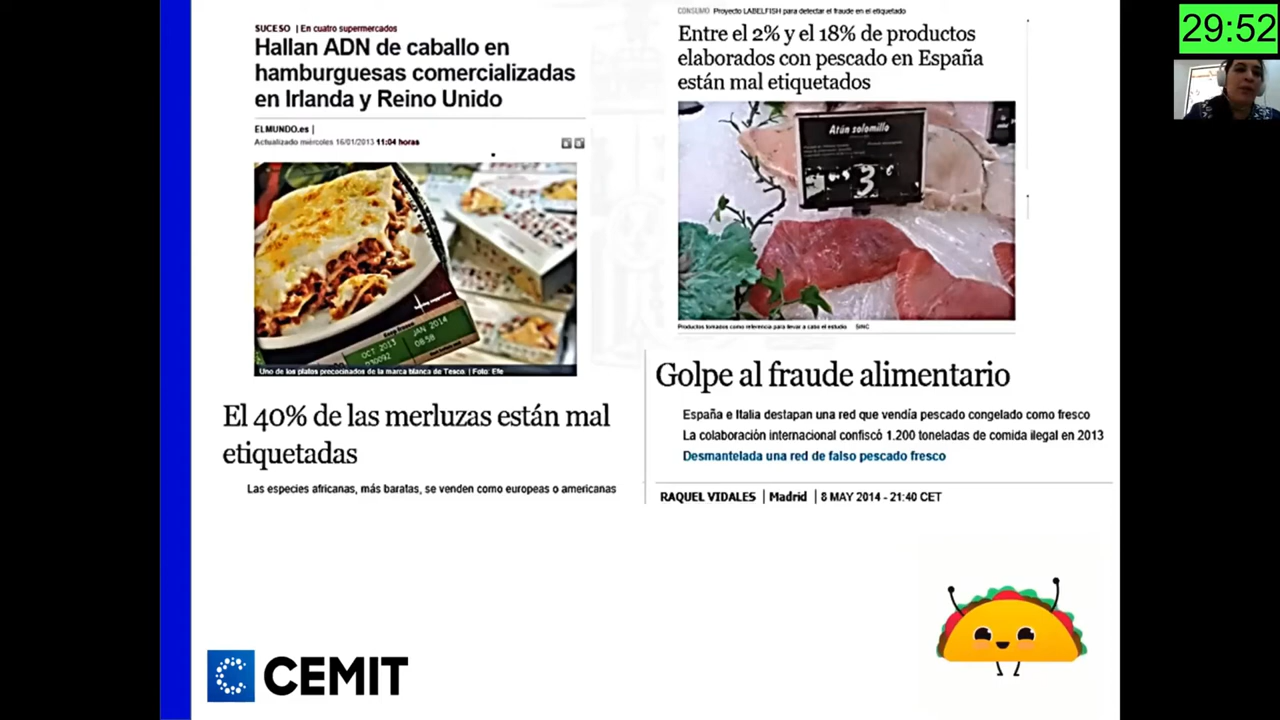 SUCESO | En cuatro supermercados
Hallan ADN de caballo en
hamburguesas comercializadas
en Irlanda y Reino Unido
ELMUNDO.es |
Actualizado miércoles 16/01/2013 11:04 horas
OCT 2013
JAN 2014
08:58
Uno de los platos precocinados de la marca blanca de Tesco. | Foto: Efe
El 40% de las merluzas están mal
etiquetadas
Las especies africanas, más baratas, se venden como europeas o americanas
CONSUMO Proyecto LABELFISH para detectar el fraude en el etiquetado
Entre el 2% y el 18% de productos
elaborados con pescado en España
están mal etiquetados
Atún solomillo
3 €
Productos tomados como referencia para llevar a cabo el estudio SINC
Golpe al fraude alimentario
España e Italia destapan una red que vendía pescado congelado como fresco
La colaboración internacional confiscó 1.200 toneladas de comida ilegal en 2013
Desmantelada una red de falso pescado fresco
RAQUEL VIDALES | Madrid | 8 MAY 2014 - 21:40 CET
CEMIT
29:52